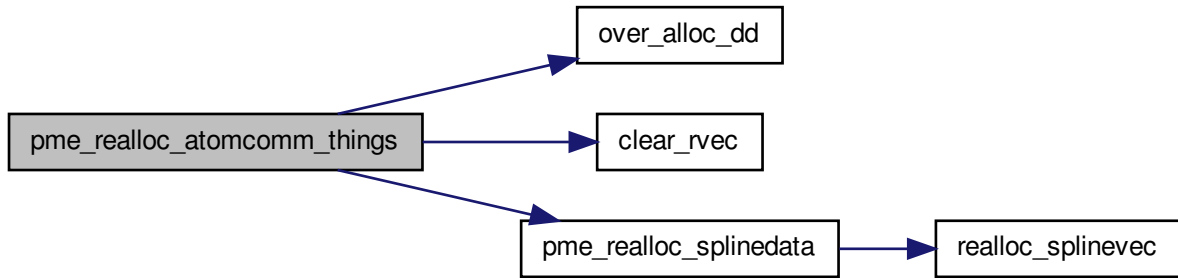 over_alloc_dd
pme_realloc_atomcomm_things
clear_rvec
pme_realloc_splinedata
realloc_splinevec